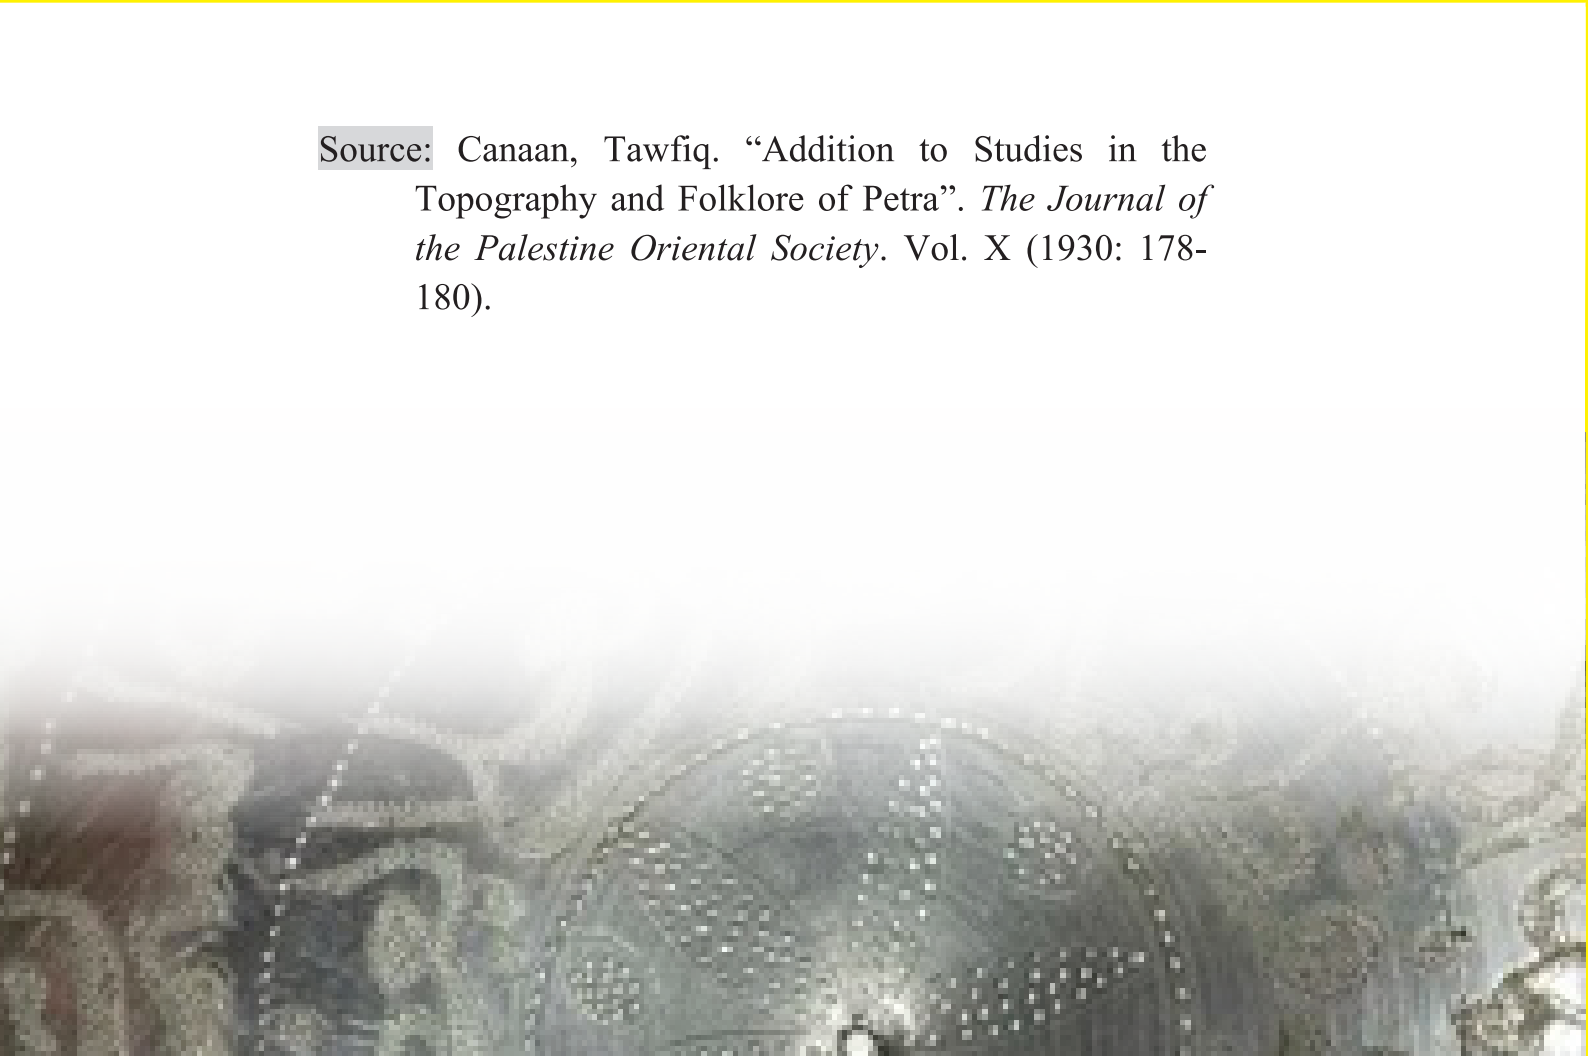 Source: Canaan, Tawfiq. “Addition to Studies in the
Topography and Folklore of Petra”. The Journal of
the Palestine Oriental Society. Vol. X (1930: 178-
180).